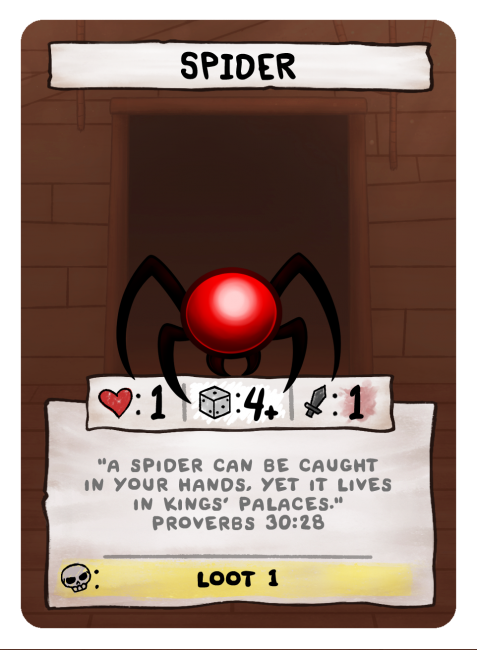 SPIDER
:1 :4+ :1
"A SPIDER CAN BE CAUGHT
IN YOUR HANDS, YET IT LIVES
IN KINGS' PALACES."
PROVERBS 30:28
: LOOT 1